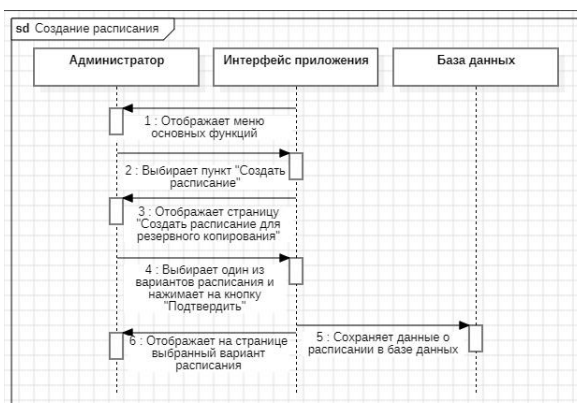 sd Создание расписания
Администратор
Интерфейс приложения
База данных
1 : Отображает меню
основных функций
2 : Выбирает пункт "Создать
расписание"
3 : Отображает страницу
"Создать расписание для
резервного копирования"
4 : Выбирает один из
вариантов расписания и
нажимает на кнопку
"Подтвердить"
5 : Сохраняет данные о
расписании в базе данных
6 : Отображает на странице
выбранный вариант
расписания